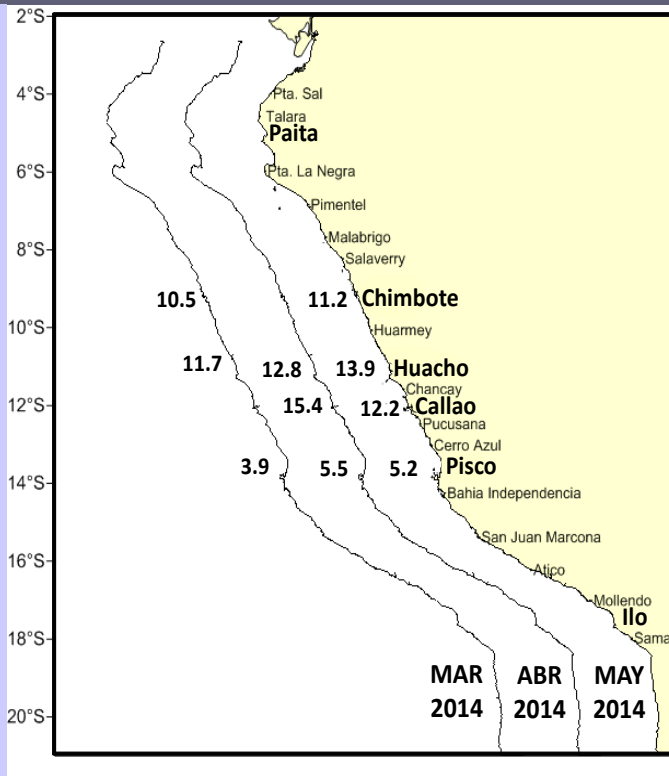 2°S
4°S
Pta. Sal
Talara
Paita
6°S
Pta. La Negra
Pimentel
Malabrigo
8°S
Salaverry
10.5
11.2
Chimbote
10°S
Huarmey
11.7
12.8
13.9
Huacho
Chancay
12°S
15.4
12.2
Callao
Pucusana
Cerro Azul
3.9
5.5
5.2
Pisco
14°S
Bahia Independencia
San Juan Marcona
16°S
Atico
Mollendo
Ilo
18°S
Sama
MAR
2014
ABR
2014
MAY
2014
20°S